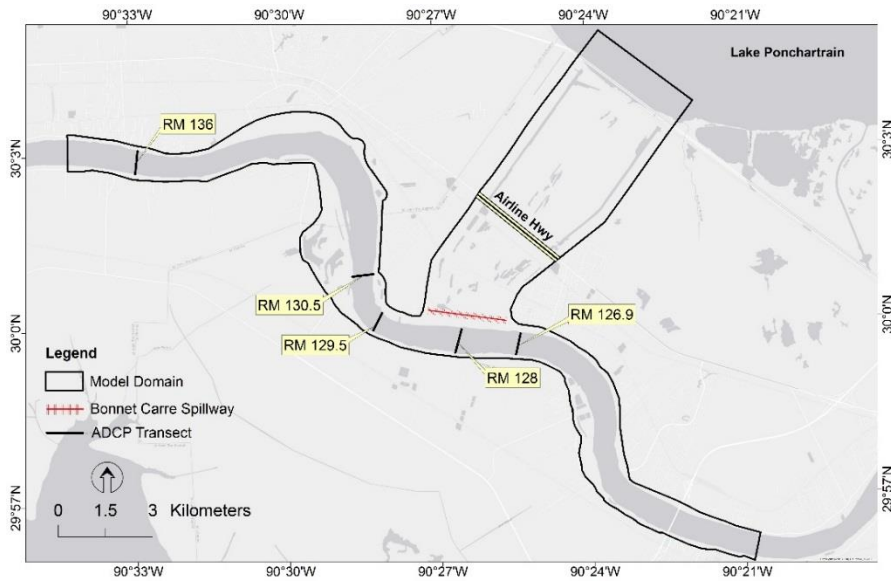 90°33'W 90°30'W 90°27'W 90°24'W 90°21'W
Lake Ponchartrain
RM 136
30°3'N
30°3'N
Airline Hwy
RM 130.5
RM 126.9
30°0'N
30°0'N
RM 129.5
RM 128
Legend
Model Domain
Bonnet Carre Spillway
ADCP Transect
0 1.5 3 Kilometers
29°57'N
29°57'N
90°33'W 90°30'W 90°27'W 90°24'W 90°21'W